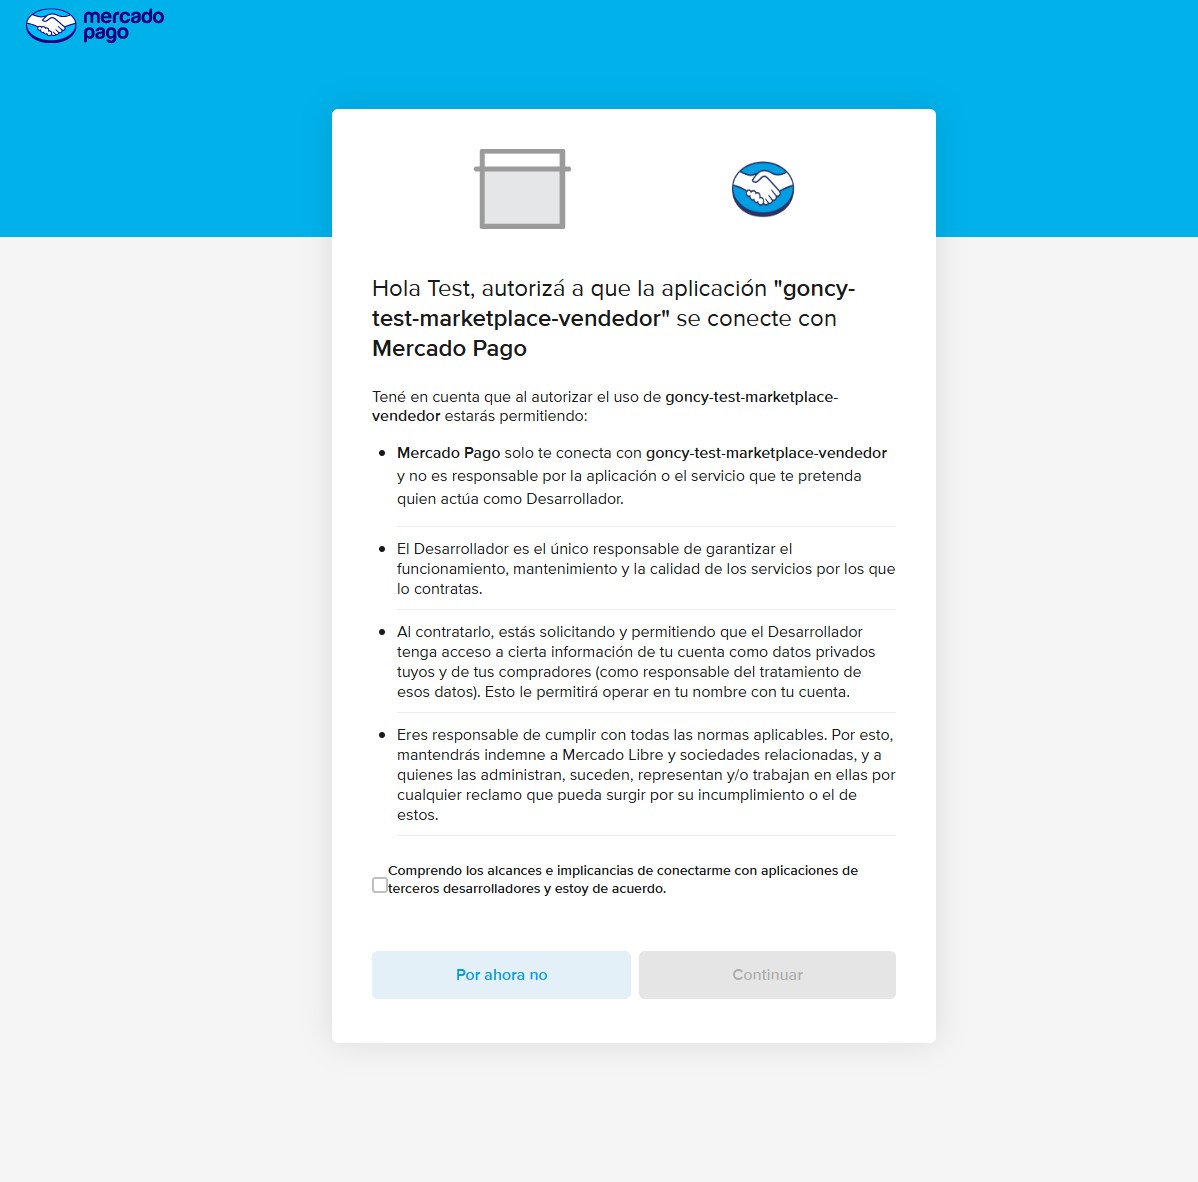 mercado
pago
Hola Test, autorizá a que la aplicación "goncy-
test-marketplace-vendedor" se conecte con
Mercado Pago
Tené en cuenta que al autorizar el uso de goncy-test-marketplace-
vendedor estarás permitiendo:
Mercado Pago solo te conecta con goncy-test-marketplace-vendedor
y no es responsable por la aplicación o el servicio que te pretenda
quien actúa como Desarrollador.
El Desarrollador es el único responsable de garantizar el
funcionamiento, mantenimiento y la calidad de los servicios por los que
lo contratas.
Al contratarlo, estás solicitando y permitiendo que el Desarrollador
tenga acceso a cierta información de tu cuenta como datos privados
tuyos y de tus compradores (como responsable del tratamiento de
esos datos). Esto le permitirá operar en tu nombre con tu cuenta.
Eres responsable de cumplir con todas las normas aplicables. Por esto,
mantendrás indemne a Mercado Libre y sociedades relacionadas, y a
quienes las administran, suceden, representan y/o trabajan en ellas por
cualquier reclamo que pueda surgir por su incumplimiento o el de
estos.
Comprendo los alcances e implicancias de conectarme con aplicaciones de
terceros desarrolladores y estoy de acuerdo.
Por ahora no
Continuar